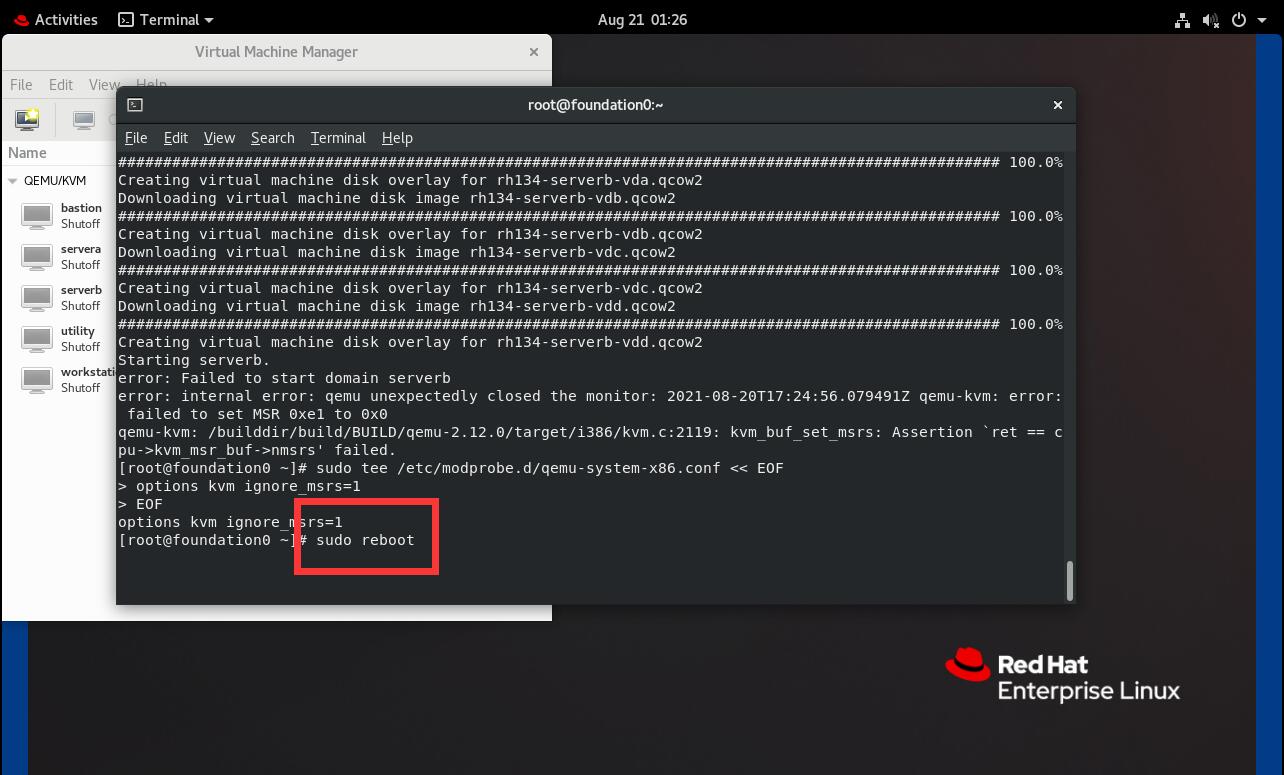 Activities
Terminal
Aug 21 01:26
Virtual Machine Manager
File Edit View Help
Name
QEMU/KVM
bastion
Shutoff
servera
Shutoff
serverb
Shutoff
utility
Shutoff
workstati
Shutoff
root@foundation0:~
File Edit View Search Terminal Help
################################################################################################## 100.0%
Creating virtual machine disk overlay for rh134-serverb-vda.qcow2
Downloading virtual machine disk image rh134-serverb-vdb.qcow2
################################################################################################## 100.0%
Creating virtual machine disk overlay for rh134-serverb-vdb.qcow2
Downloading virtual machine disk image rh134-serverb-vdc.qcow2
################################################################################################## 100.0%
Creating virtual machine disk overlay for rh134-serverb-vdc.qcow2
Downloading virtual machine disk image rh134-serverb-vdd.qcow2
################################################################################################## 100.0%
Creating virtual machine disk overlay for rh134-serverb-vdd.qcow2
Starting serverb.
error: Failed to start domain serverb
error: internal error: qemu unexpectedly closed the monitor: 2021-08-20T17:24:56.079491Z qemu-kvm: error:
failed to set MSR 0xe1 to 0x0
qemu-kvm: /builddir/build/BUILD/qemu-2.12.0/target/i386/kvm.c:2119: kvm_buf_set_msrs: Assertion `ret == c
pu->kvm_msr_buf->nmsrs' failed.
[root@foundation0 ~]# sudo tee /etc/modprobe.d/qemu-system-x86.conf << EOF
> options kvm ignore_msrs=1
> EOF
options kvm ignore_msrs=1
[root@foundation0 ~]# sudo reboot
Red Hat
Enterprise Linux